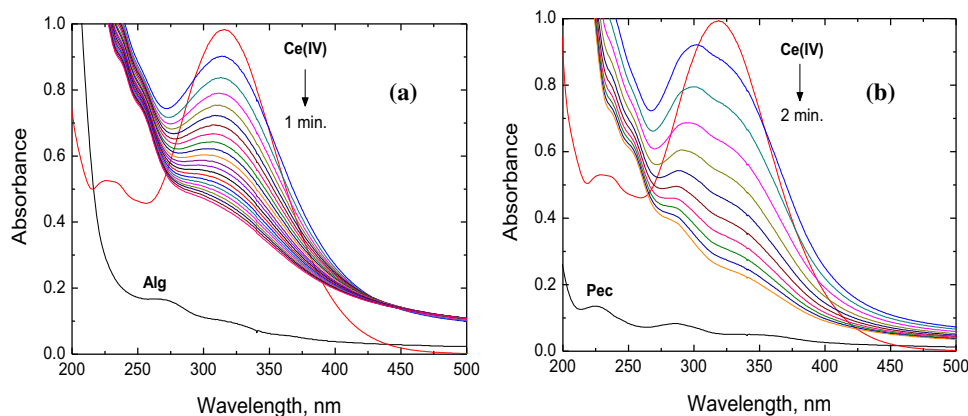 1.0
0.8
0.6
0.4
0.2
0.0
Absorbance
Ce(IV)
1 min.
(a)
Alg
200 250 300 350 400 450 500
Wavelength, nm
1.0
0.8
0.6
0.4
0.2
0.0
Absorbance
Ce(IV)
2 min.
(b)
Pec
200 250 300 350 400 450 500
Wavelength, nm